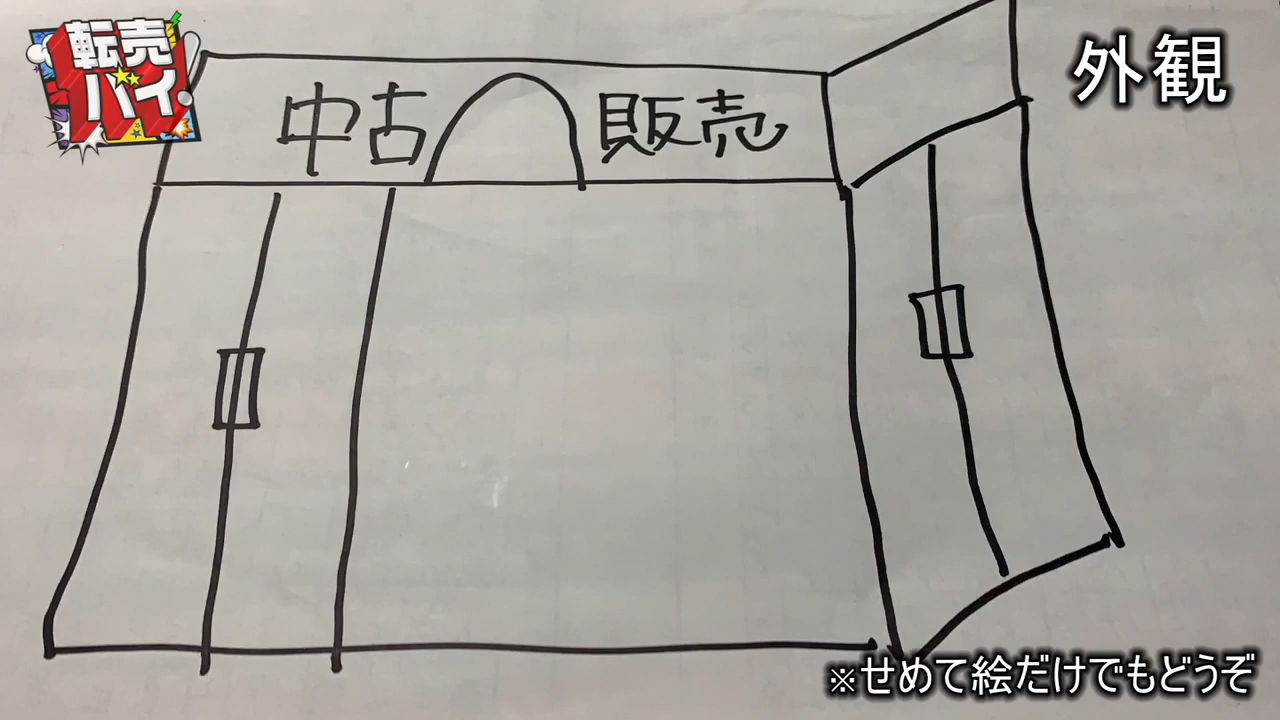 転売
バイ
外観
中古 販売
※せめて絵だけでもどうぞ